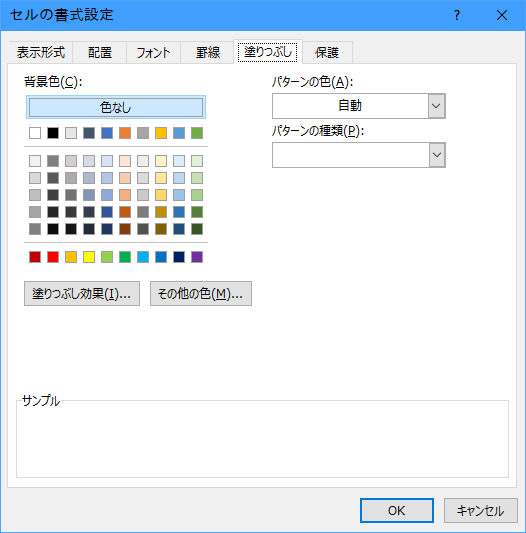 セルの書式設定
?
表示形式 配置 フォント 罫線 塗りつぶし 保護
背景色(C): パターンの色(A):
色なし 自動
パターンの種類(P):
塗りつぶし効果(I)... その他の色(M)...
サンプル
OK キャンセル